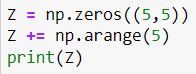 Z = np.zeros((5,5))
Z += np.arange(5)
print(Z)